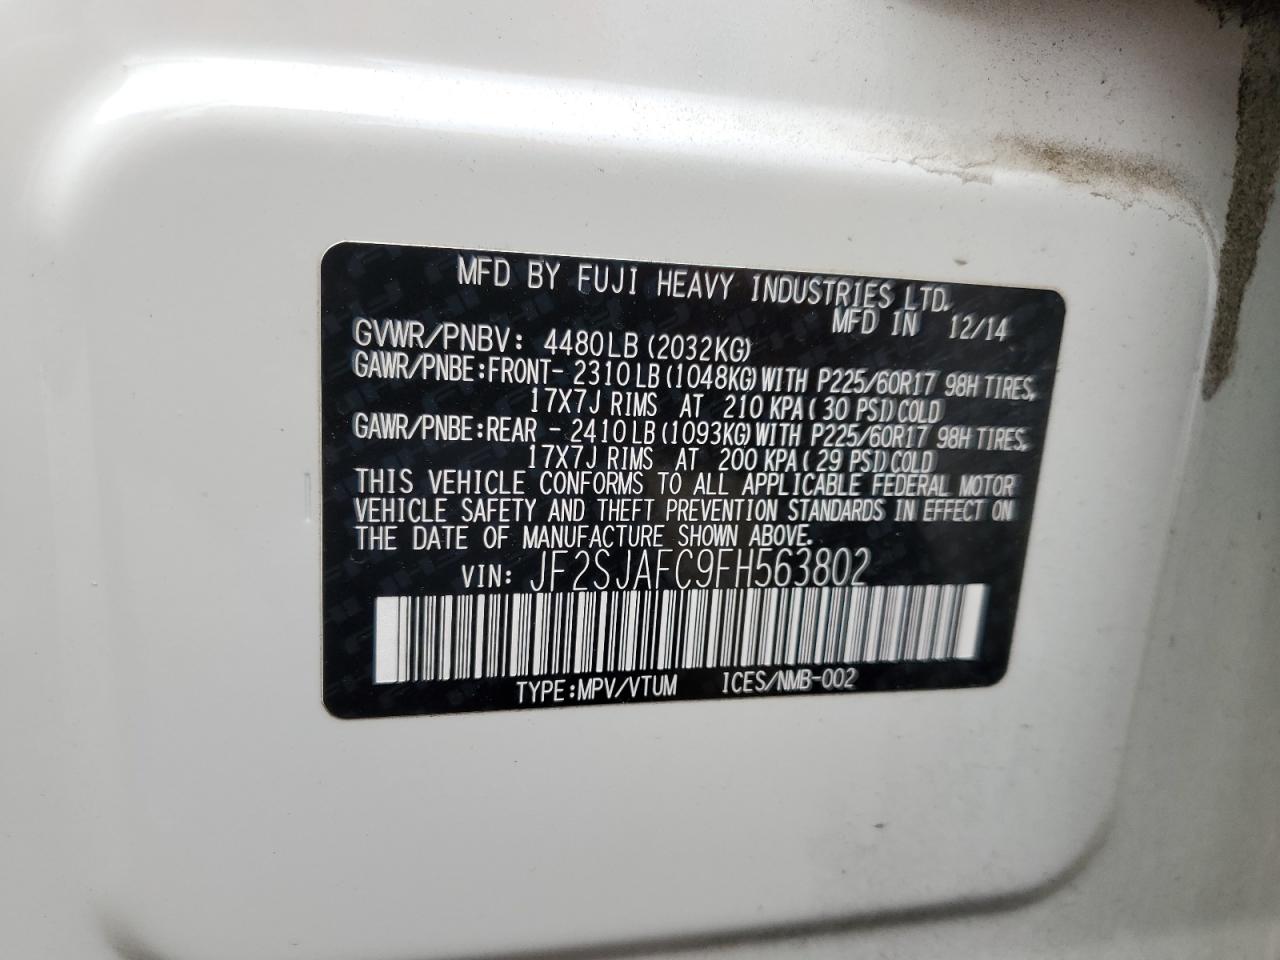 MFD BY FUJI HEAVY INDUSTRIES LTD.
MFD IN 12/14
GVWR/PNBV: 4480LB (2032KG)
GAWR/PNBE:FRONT- 2310LB (1048KG) WITH P225/60R17 98H TIRES,
17X7J RIMS AT 210 KPA( 30 PSI)COLD
GAWR/PNBE:REAR - 2410LB (1093KG) WITH P225/60R17 98H TIRES,
17X7J RIMS AT 200 KPA( 29 PSI)COLD
THIS VEHICLE CONFORMS TO ALL APPLICABLE FEDERAL MOTOR
VEHICLE SAFETY AND THEFT PREVENTION STANDARDS IN EFFECT ON
THE DATE OF MANUFACTURE SHOWN ABOVE.
VIN: JF2SJAFC9FH563802
TYPE:MPV/VTUM ICES/NMB-002